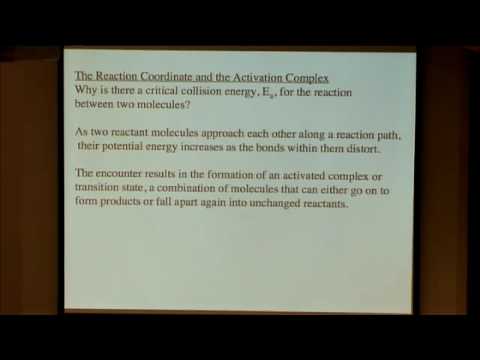 The Reaction Coordinate and the Activation Complex
Why is there a critical collision energy, Ea, for the reaction
between two molecules?
As two reactant molecules approach each other along a reaction path,
their potential energy increases as the bonds within them distort.
The encounter results in the formation of an activated complex or
transition state, a combination of molecules that can either go on to
form products or fall apart again into unchanged reactants.